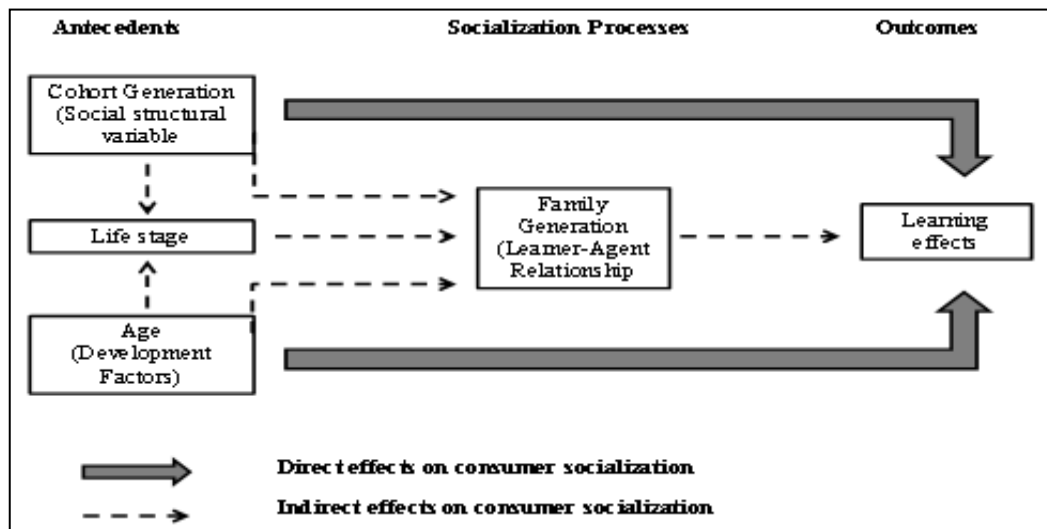 Antecedents Socialization Processes Outcomes
Cohort Generation
(Social structural
variable
Life stage
Age
(Development
Factors)
Family
Generation
(Learner-Agent
Relationship
Learning
effects
Direct effects on consumer socialization
Indirect effects on consumer socialization